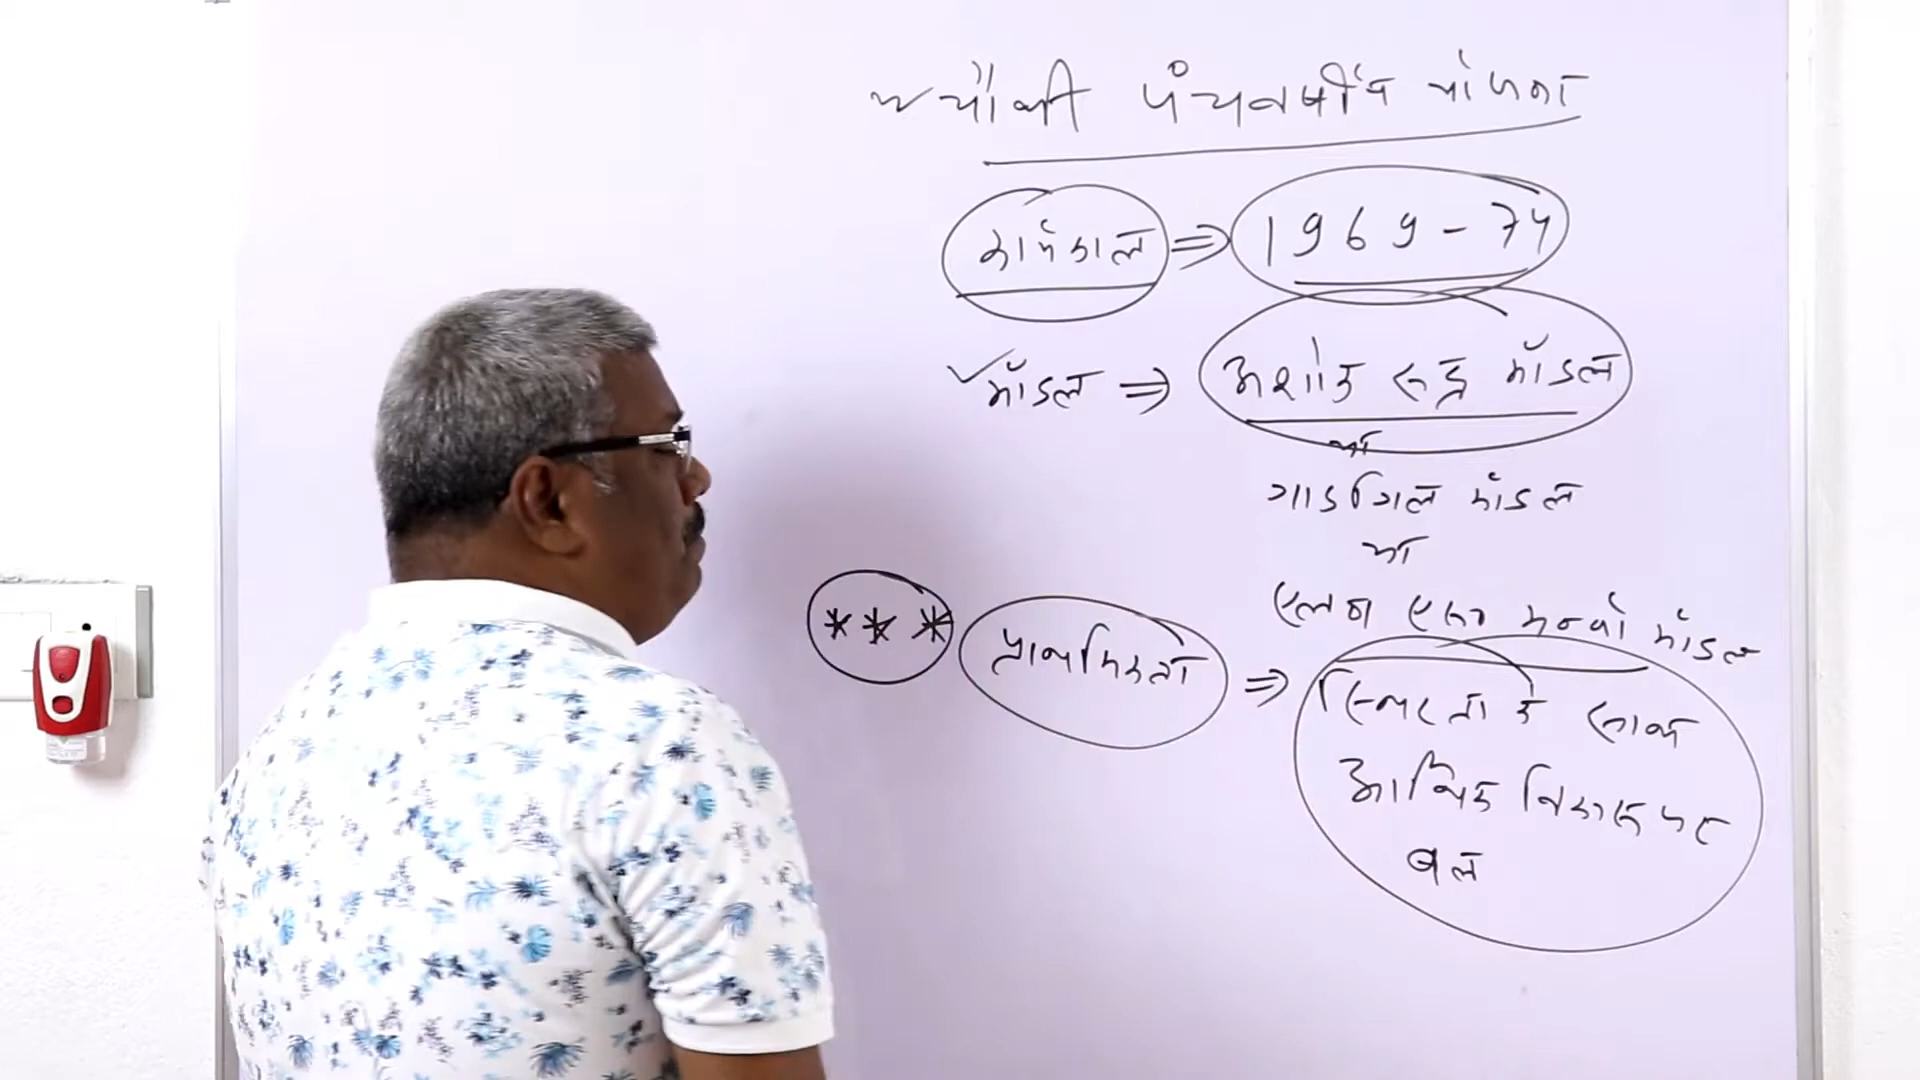 चौथी पंचवर्षीय योजना
कार्यकाल ⇒ 1969-74
✓ मॉडल ⇒ अशोक रूद्र मॉडल
या
गाडगिल मॉडल
या
एलन एस० मन्नो मॉडल
*** प्राथमिकता ⇒ स्थिरता के साथ
आर्थिक विकास पर
बल